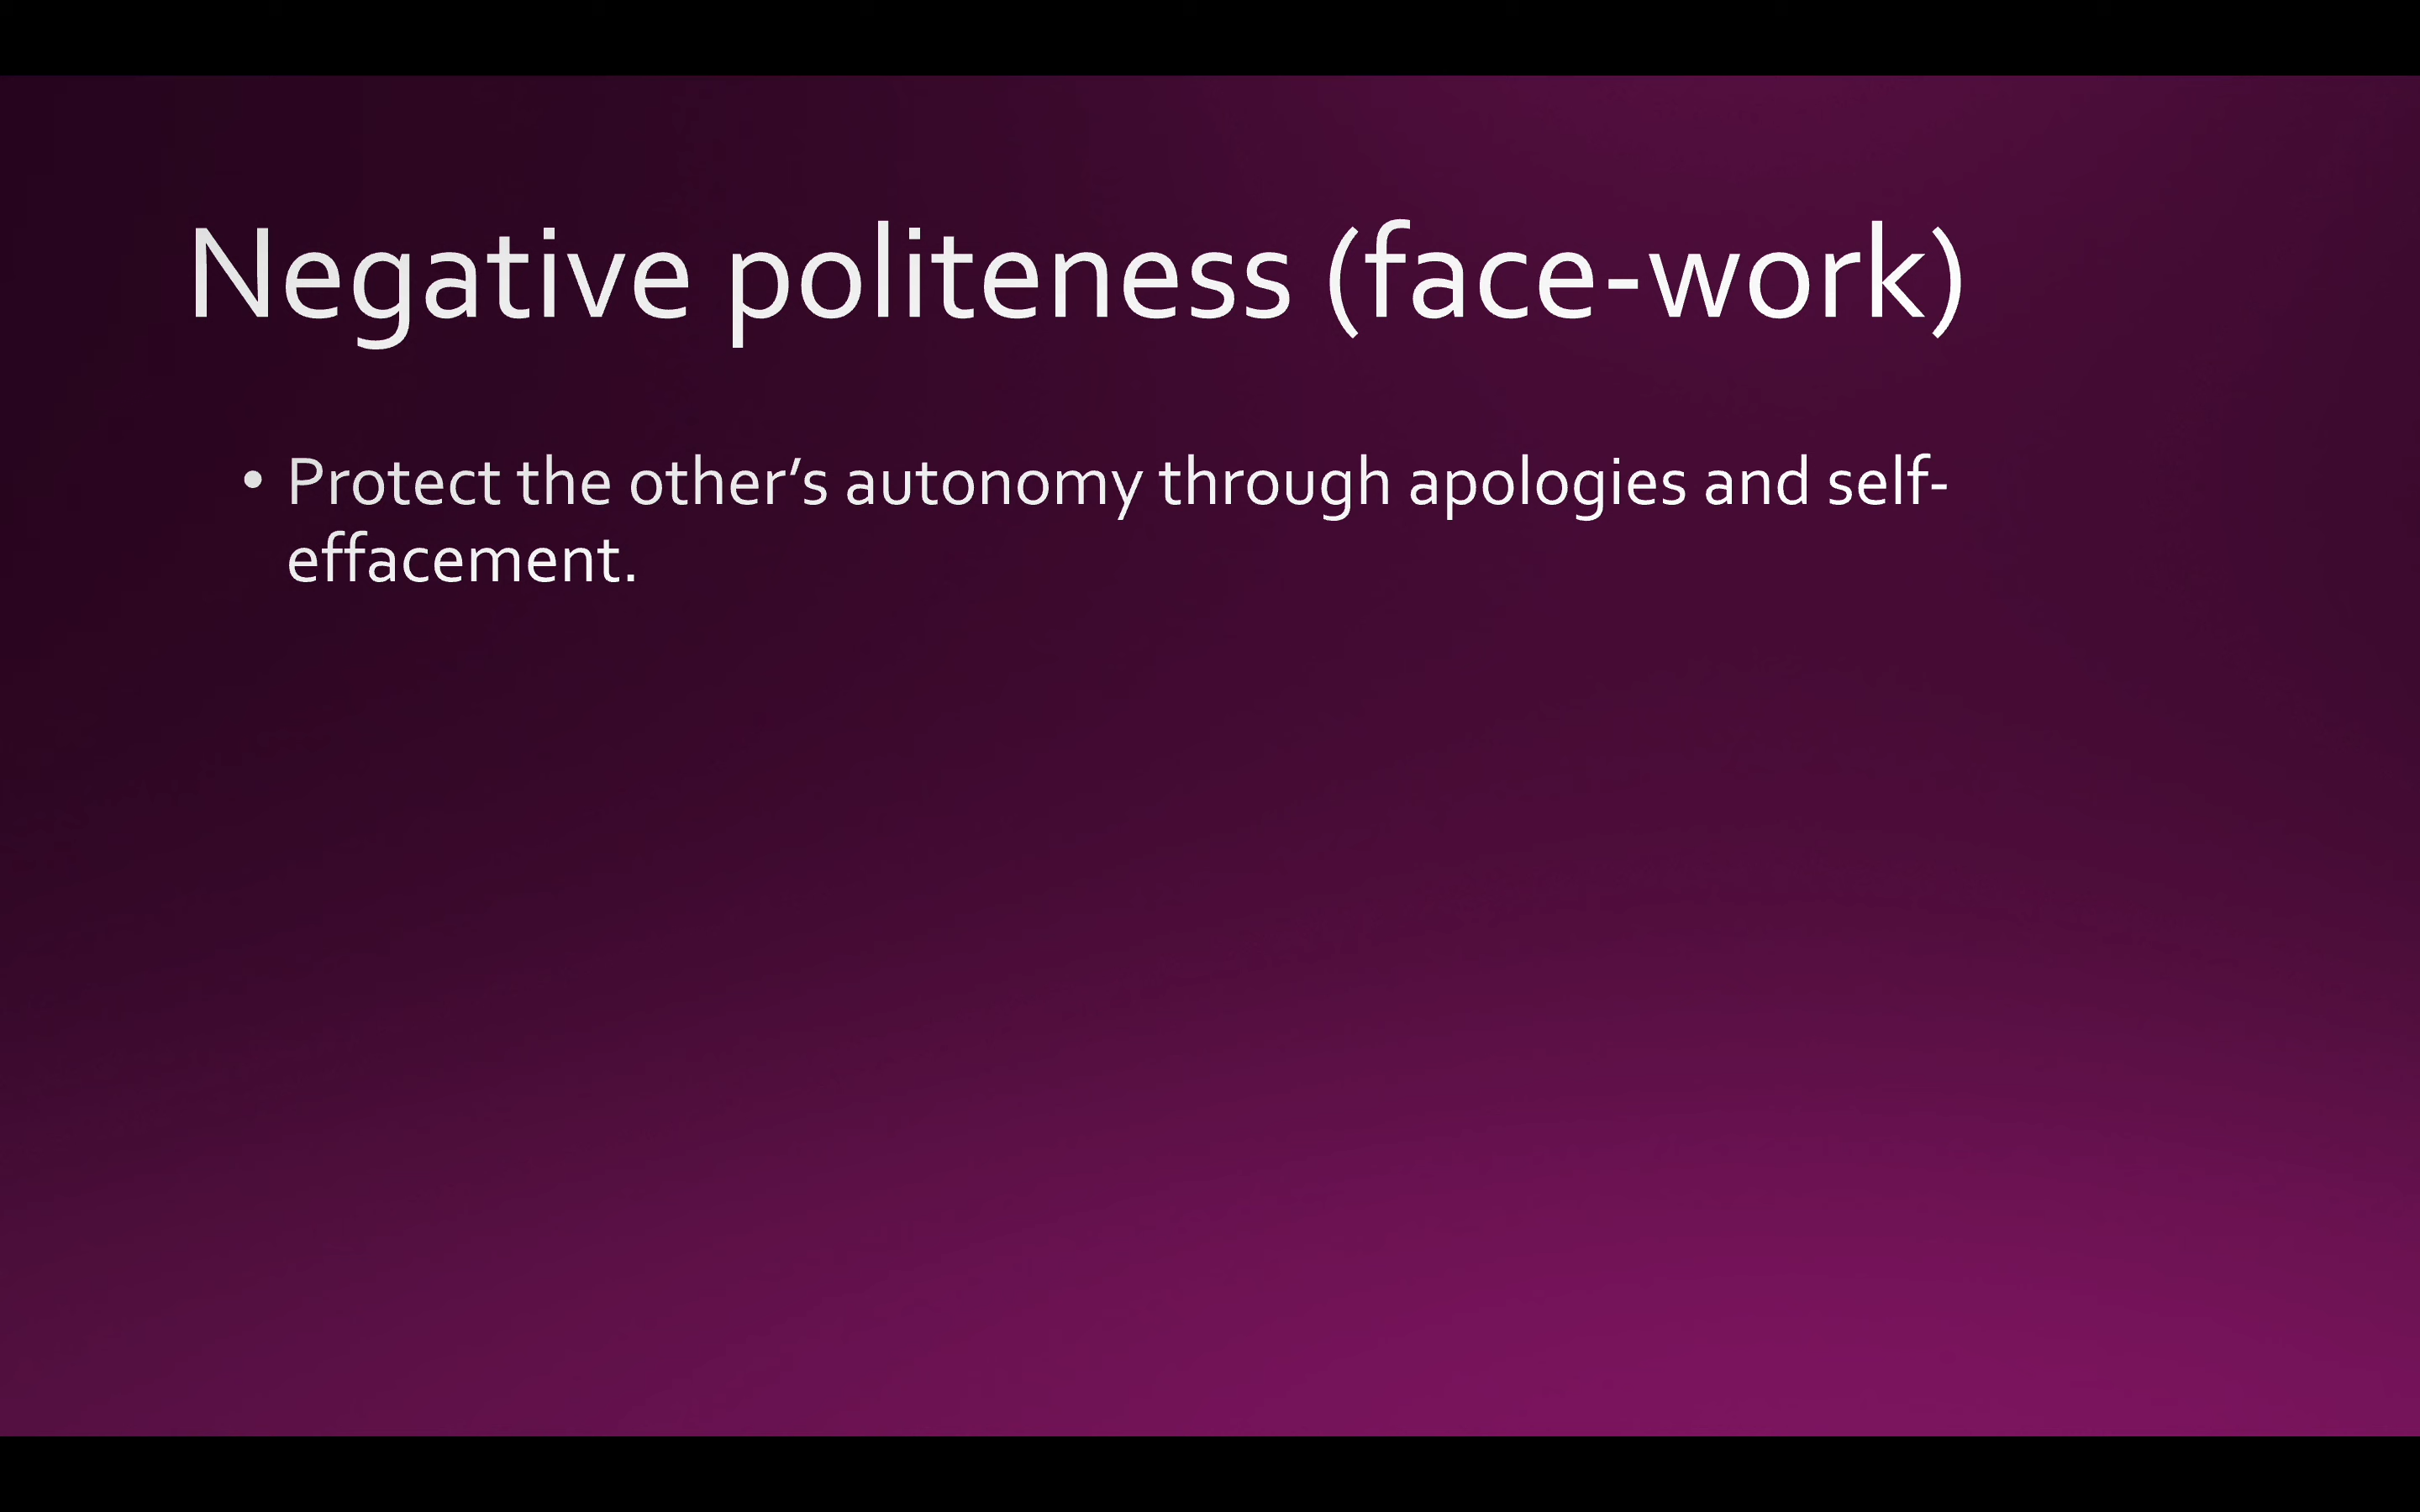 Negative politeness (face-work)
• Protect the other’s autonomy through apologies and self-
effacement.